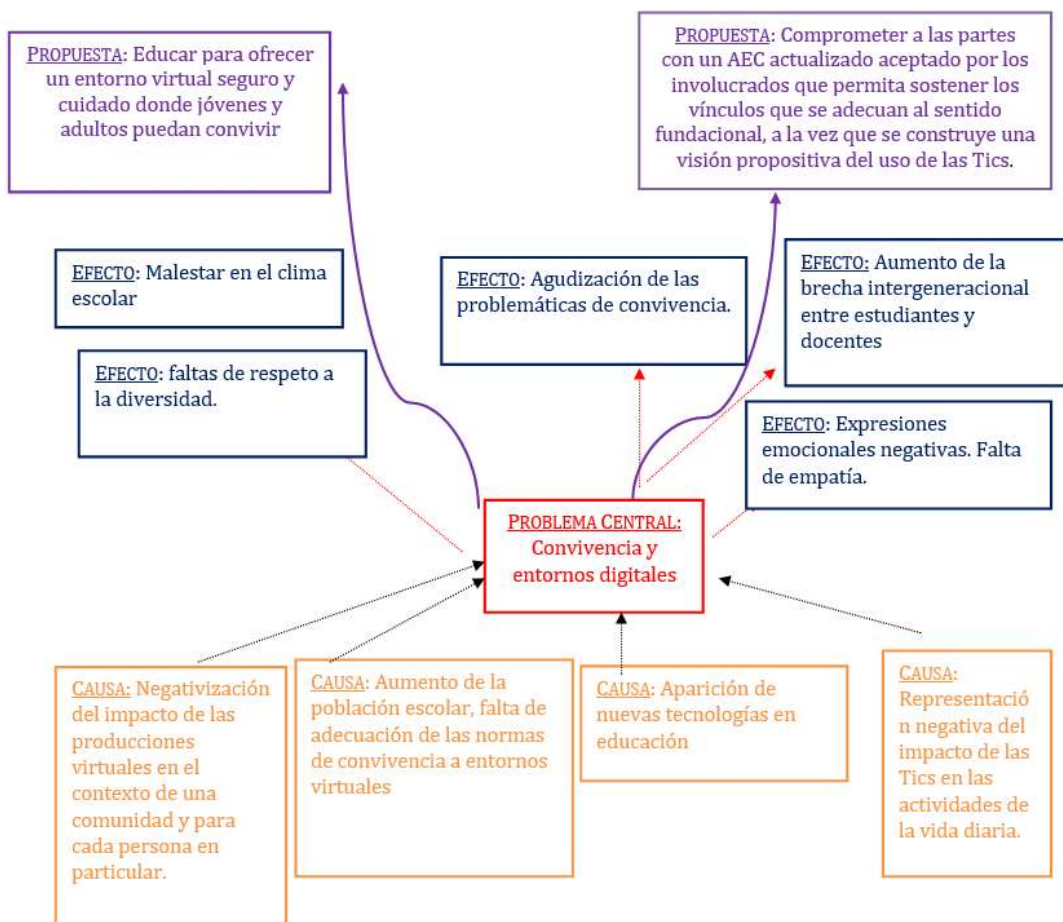 PROPUESTA: Educar para ofrecer
un entorno virtual seguro y
cuidado donde jóvenes y
adultos puedan convivir
PROPUESTA: Comprometer a las partes
con un AEC actualizado aceptado por los
involucrados que permita sostener los
vínculos que se adecuan al sentido
fundacional, a la vez que se construye una
visión propositiva del uso de las Tics.
EFECTO: Malestar en el clima
escolar
EFECTO: Agudización de las
problemáticas de convivencia.
EFECTO: Aumento de la
brecha intergeneracional
entre estudiantes y
docentes
EFECTO: faltas de respeto a
la diversidad.
EFECTO: Expresiones
emocionales negativas. Falta
de empatía.
PROBLEMA CENTRAL:
Convivencia y
entornos digitales
CAUSA: Negativización
del impacto de las
producciones
virtuales en el
contexto de una
comunidad y para
cada persona en
particular.
CAUSA: Aumento de la
población escolar, falta de
adecuación de las normas
de convivencia a entornos
virtuales
CAUSA: Aparición de
nuevas tecnologías en
educación
CAUSA:
Representació
n negativa del
impacto de las
Tics en las
actividades de
la vida diaria.